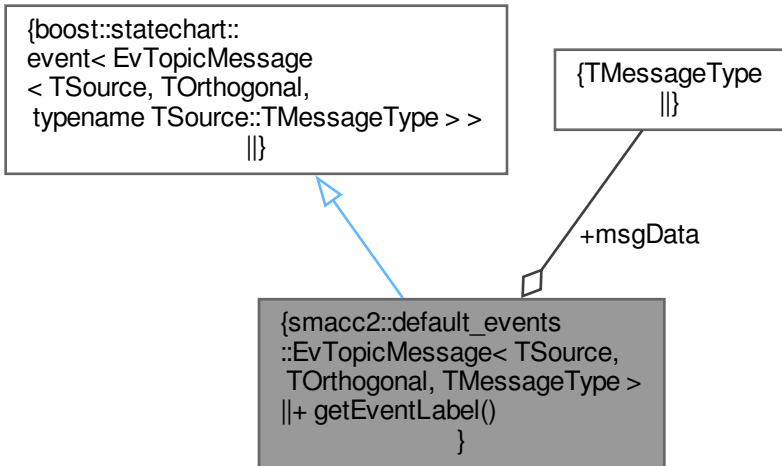 {boost::statechart::
event< EvTopicMessage
< TSource, TOrthogonal,
typename TSource::TMessageType > >
||}
{TMessageType
||}
+msgData
{smacc2::default_events
::EvTopicMessage< TSource,
TOrthogonal, TMessageType >
||+ getEventLabel()
}